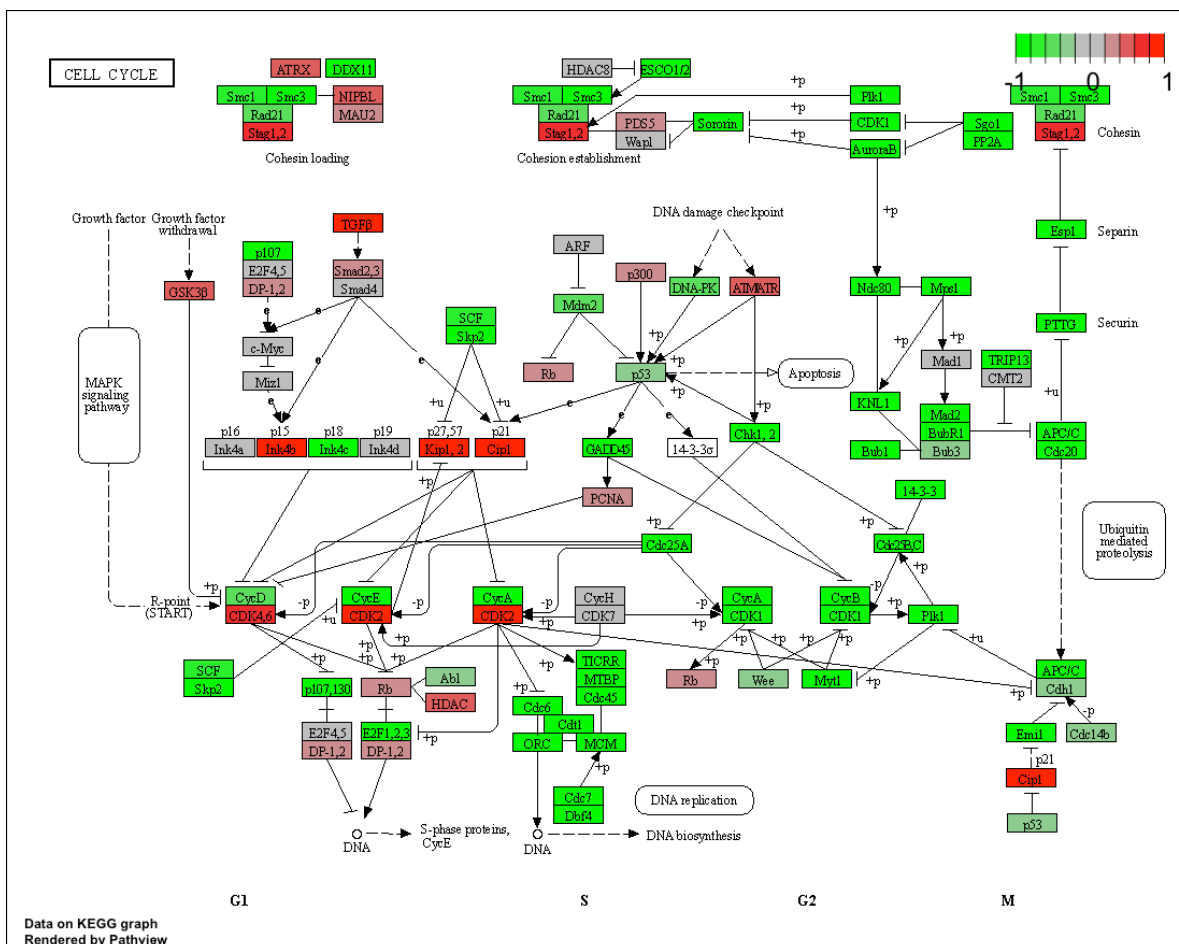 CELL CYCLE
-1 0 1
ATRX DDX11
Smc1 Smc3 NIPBL
Rad21 MAU2
Stag1,2
Cohesin loading
HDAC8 ESCO1/2
Smc1 Smc3
Rad21
Stag1,2
PDS5 Sororin
Wapl
Cohesion establishment
+p
Plk1
+p
CDK1
+p
AuroraB
Sgo1
PP2A
Smc1 Smc3
Rad21
Stag1,2
Cohesin
Growth factor
Growth factor
withdrawal
TGFβ
DNA damage checkpoint
+p
Esp1 Separin
p107
E2F4,5
DP-1,2
Smad2,3
Smad4
ARF
p300
DNA-PK ATM/ATR
GSK3β
Mdm2
Ndc80 Mps1
PTTG Securin
SCF
Skp2
e e
c-Myc
Miz1
e e
+u +u
Rb
+p +p
p53
+p
Apoptosis
+p +p
Mad1
TRIP13
CMT2
MAPK
signaling
pathway
KNL1
+u
Mad2
BubR1
Bub3
Bub1
APC/C
Cdc20
e
e e
+p
p16 p15 p18 p19
Ink4a Ink4b Ink4c Ink4d
p27,57 p21
Kip1, 2 Cip1
GADD45 14-3-3σ
Chk1, 2
+p
PCNA
14-3-3
+p +p
Cdc25A Cdc25B,C
Ubiquitin
mediated
proteolysis
R-point
(START)
+p
CycD
CDK4,6
-p
CycE
CDK2
-p
CycA
CDK2
-p
+p
CycH
CDK7
+p
-p
CycA
CDK1
CycB
CDK1
-p
+p
+p
Plk1
+u
+u
+p
SCF
Skp2
+p
+p
+p
p107,130
Rb
Abl
HDAC
+p
+p
TICRR
MTBP
Cdc45
Cdc6
Cdt1
ORC MCM
+p
Rb
+p
Wee
+p
Myt1
+p
+p
APC/C
Cdh1
-p
Emi1 Cdc14b
E2F4,5
DP-1,2
E2F1,2,3
DP-1,2
+p
Cdc7
Dbf4
p21
Cip1
p53
DNA replication
DNA
S-phase proteins,
CycE
DNA
DNA biosynthesis
G1 S G2 M
Data on KEGG graph
Rendered by Pathview